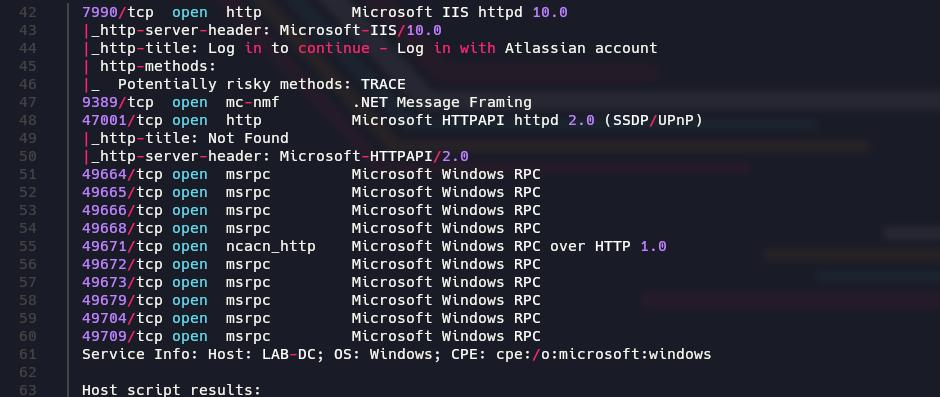 42 7990/tcp open http Microsoft IIS httpd 10.0
43 |_http-server-header: Microsoft-IIS/10.0
44 |_http-title: Log in to continue - Log in with Atlassian account
45 | http-methods:
46 |_ Potentially risky methods: TRACE
47 9389/tcp open mc-nmf .NET Message Framing
48 47001/tcp open http Microsoft HTTPAPI httpd 2.0 (SSDP/UPnP)
49 |_http-title: Not Found
50 |_http-server-header: Microsoft-HTTPAPI/2.0
51 49664/tcp open msrpc Microsoft Windows RPC
52 49665/tcp open msrpc Microsoft Windows RPC
53 49666/tcp open msrpc Microsoft Windows RPC
54 49668/tcp open msrpc Microsoft Windows RPC
55 49671/tcp open ncacn_http Microsoft Windows RPC over HTTP 1.0
56 49672/tcp open msrpc Microsoft Windows RPC
57 49673/tcp open msrpc Microsoft Windows RPC
58 49679/tcp open msrpc Microsoft Windows RPC
59 49704/tcp open msrpc Microsoft Windows RPC
60 49709/tcp open msrpc Microsoft Windows RPC
61 Service Info: Host: LAB-DC; OS: Windows; CPE: cpe:/o:microsoft:windows
62
63 Host script results: